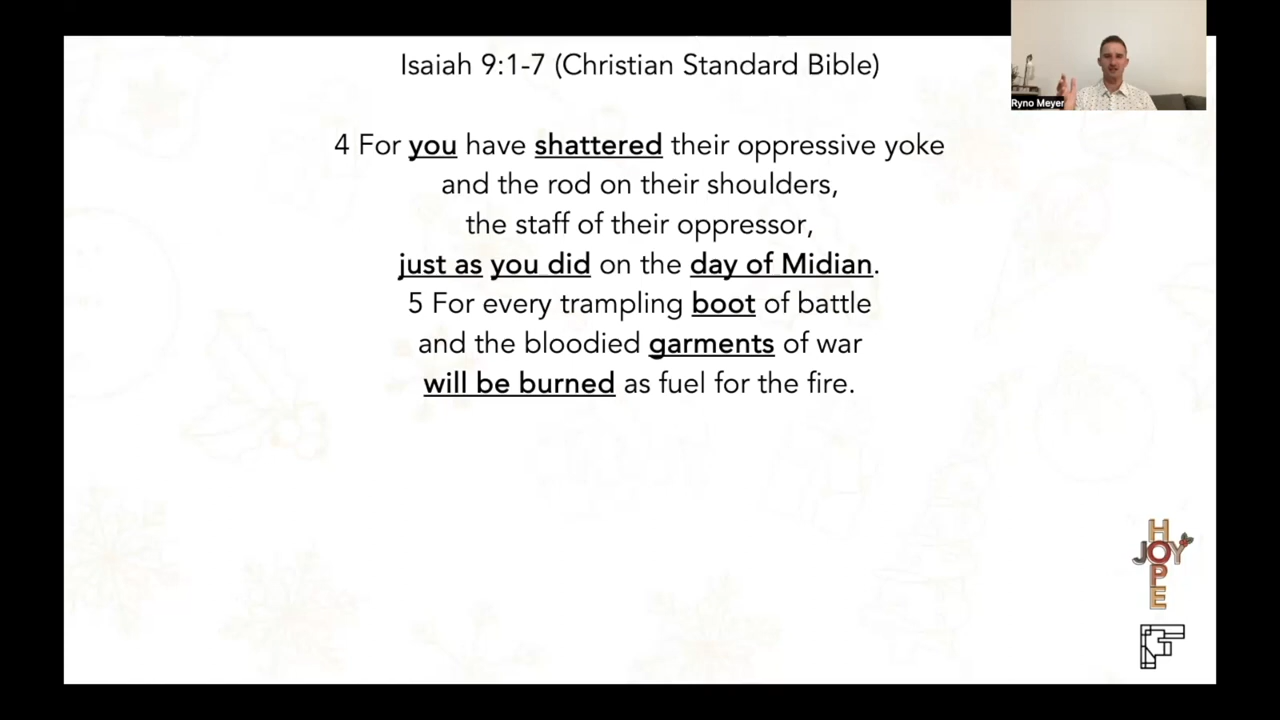 Isaiah 9:1-7 (Christian Standard Bible)
Ryno Meyer
4 For you have shattered their oppressive yoke
and the rod on their shoulders,
the staff of their oppressor,
just as you did on the day of Midian.
5 For every trampling boot of battle
and the bloodied garments of war
will be burned as fuel for the fire.
HOPE
JOY
F